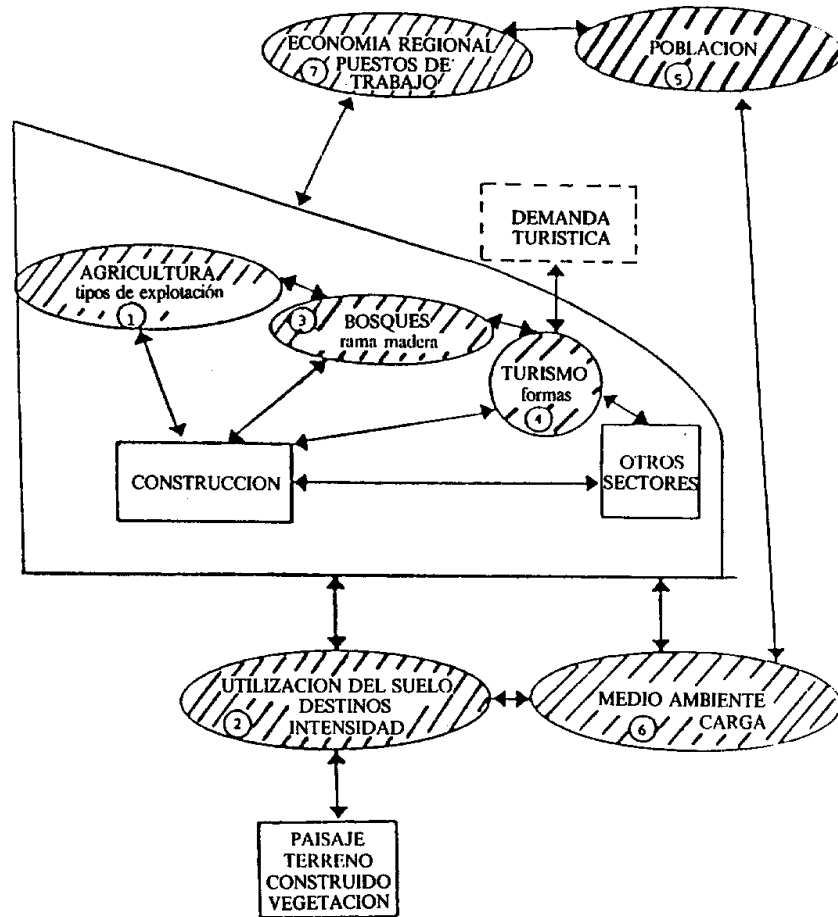 ECONOMIA REGIONAL
PUESTOS DE
TRABAJO
7
POBLACION
5
DEMANDA
TURISTICA
AGRICULTURA
tipos de explotación
1
3
BOSQUES
rama madera
TURISMO
formas
4
CONSTRUCCION
OTROS
SECTORES
UTILIZACION DEL SUELO
DESTINOS
INTENSIDAD
2
MEDIO AMBIENTE
CARGA
6
PAISAJE
TERRENO
CONSTRUIDO
VEGETACION